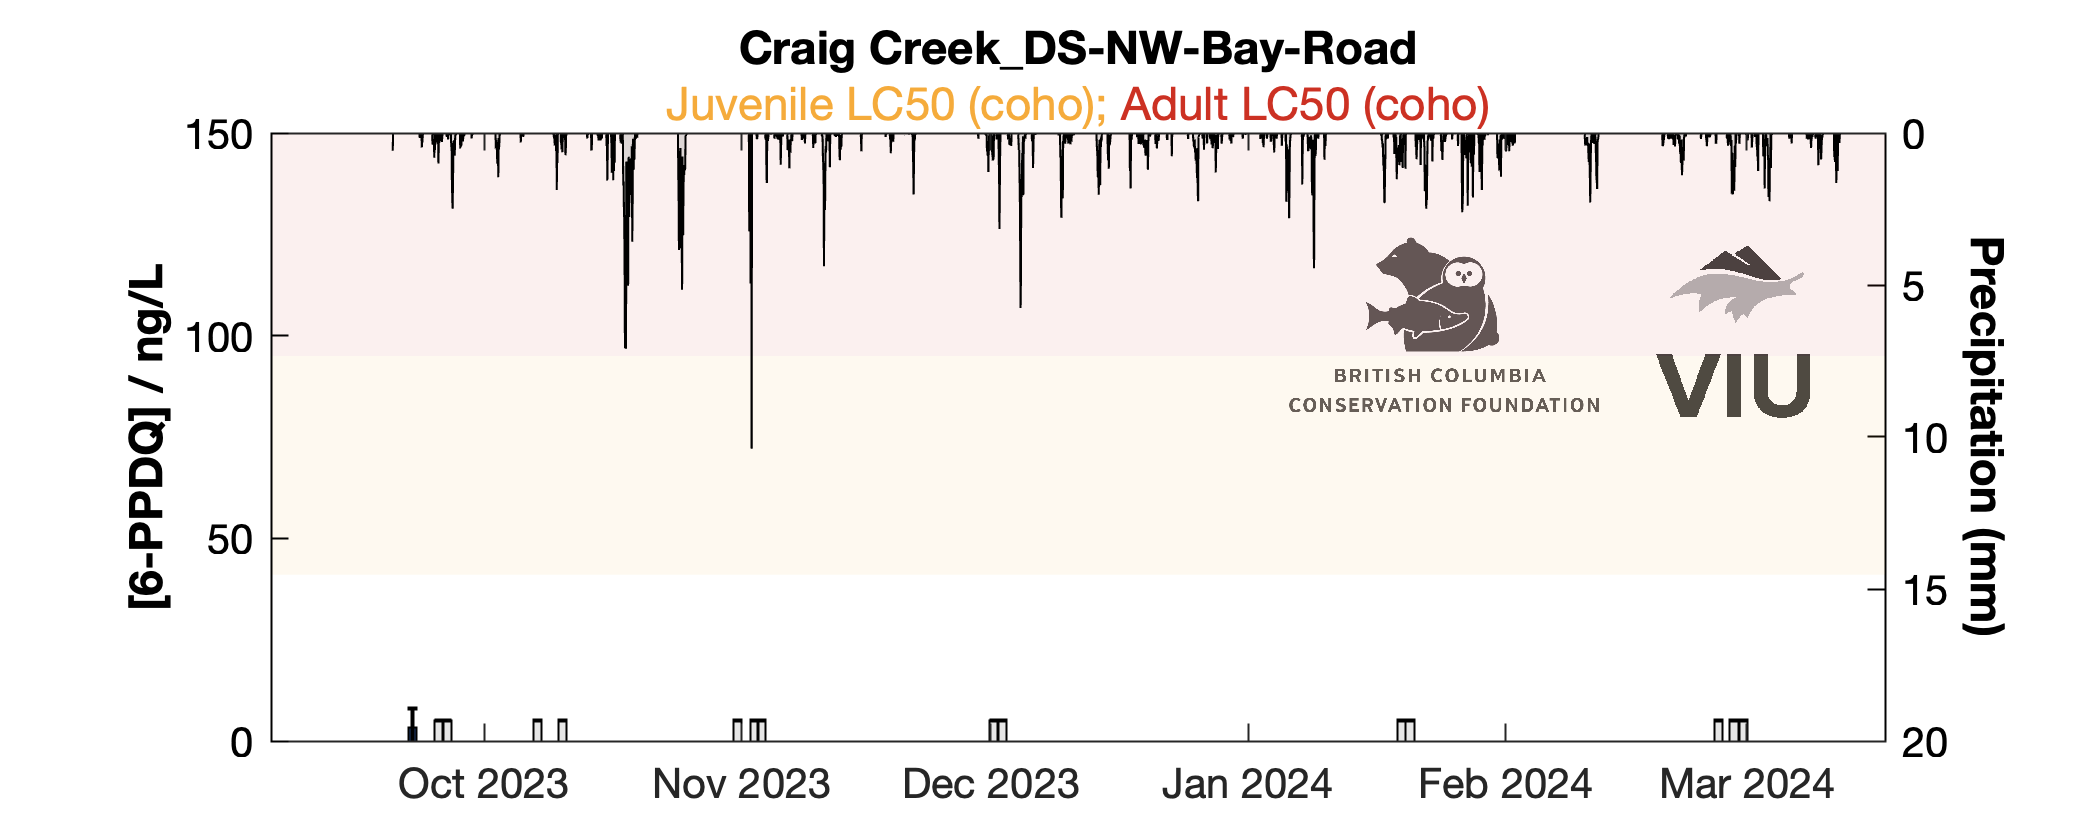 Craig Creek_DS-NW-Bay-Road
Juvenile LC50 (coho); Adult LC50 (coho)
150
100
50
0
[6-PPDQ] / ng/L
0
5
10
15
20
Precipitation (mm)
BRITISH COLUMBIA
CONSERVATION FOUNDATION
VIU
Oct 2023
Nov 2023
Dec 2023
Jan 2024
Feb 2024
Mar 2024